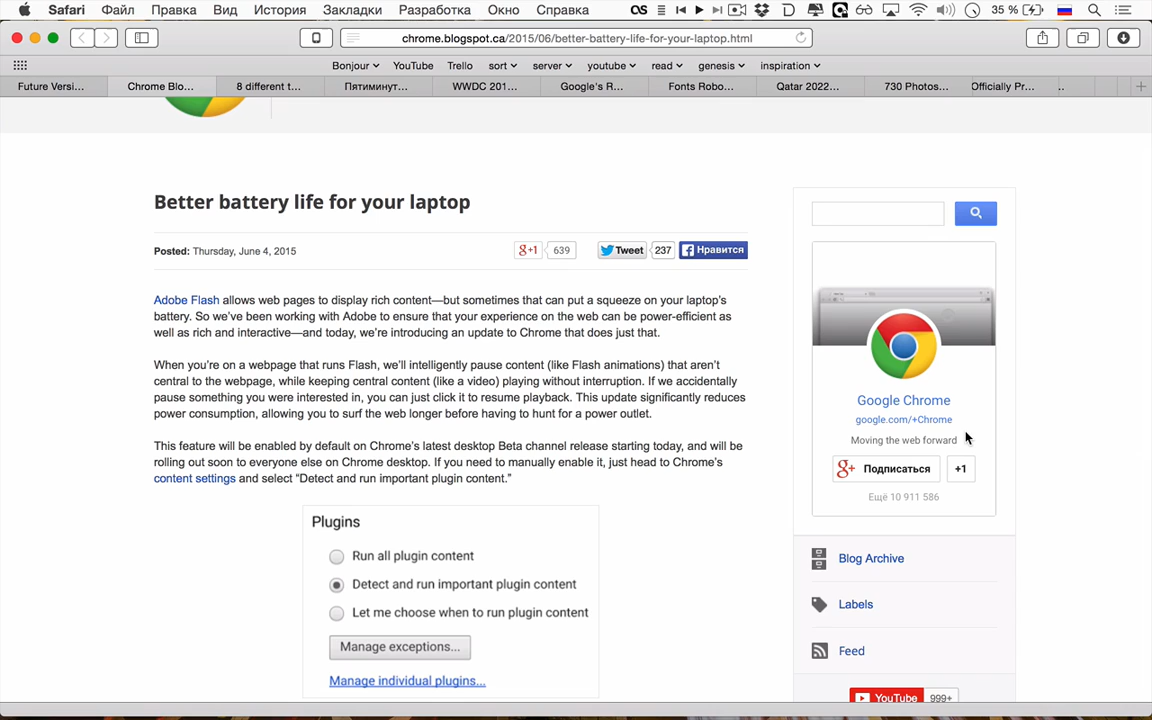 Safari Файл Правка Вид История Закладки Разработка Окно Справка 35 %
chrome.blogspot.ca/2015/06/better-battery-life-for-your-laptop.html
Bonjour YouTube Trello sort server youtube read genesis inspiration
Future Versi... Chrome Blo... 8 different t... Пятиминут... WWDC 201... Google's R... Fonts Robo... Qatar 2022... 730 Photos... Officially Pr...
Better battery life for your laptop
Posted: Thursday, June 4, 2015
g+1 639 Tweet 237 Нравится
Adobe Flash allows web pages to display rich content—but sometimes that can put a squeeze on your laptop's
battery. So we've been working with Adobe to ensure that your experience on the web can be power-efficient as
well as rich and interactive—and today, we're introducing an update to Chrome that does just that.
When you're on a webpage that runs Flash, we'll intelligently pause content (like Flash animations) that aren't
central to the webpage, while keeping central content (like a video) playing without interruption. If we accidentally
pause something you were interested in, you can just click it to resume playback. This update significantly reduces
power consumption, allowing you to surf the web longer before having to hunt for a power outlet.
This feature will be enabled by default on Chrome's latest desktop Beta channel release starting today, and will be
rolling out soon to everyone else on Chrome desktop. If you need to manually enable it, just head to Chrome's
content settings and select “Detect and run important plugin content.”
Plugins
Run all plugin content
Detect and run important plugin content
Let me choose when to run plugin content
Manage exceptions...
Manage individual plugins...
Google Chrome
google.com/+Chrome
Moving the web forward
g+ Подписаться +1
Ещё 10 911 586
Blog Archive
Labels
Feed
YouTube 999+